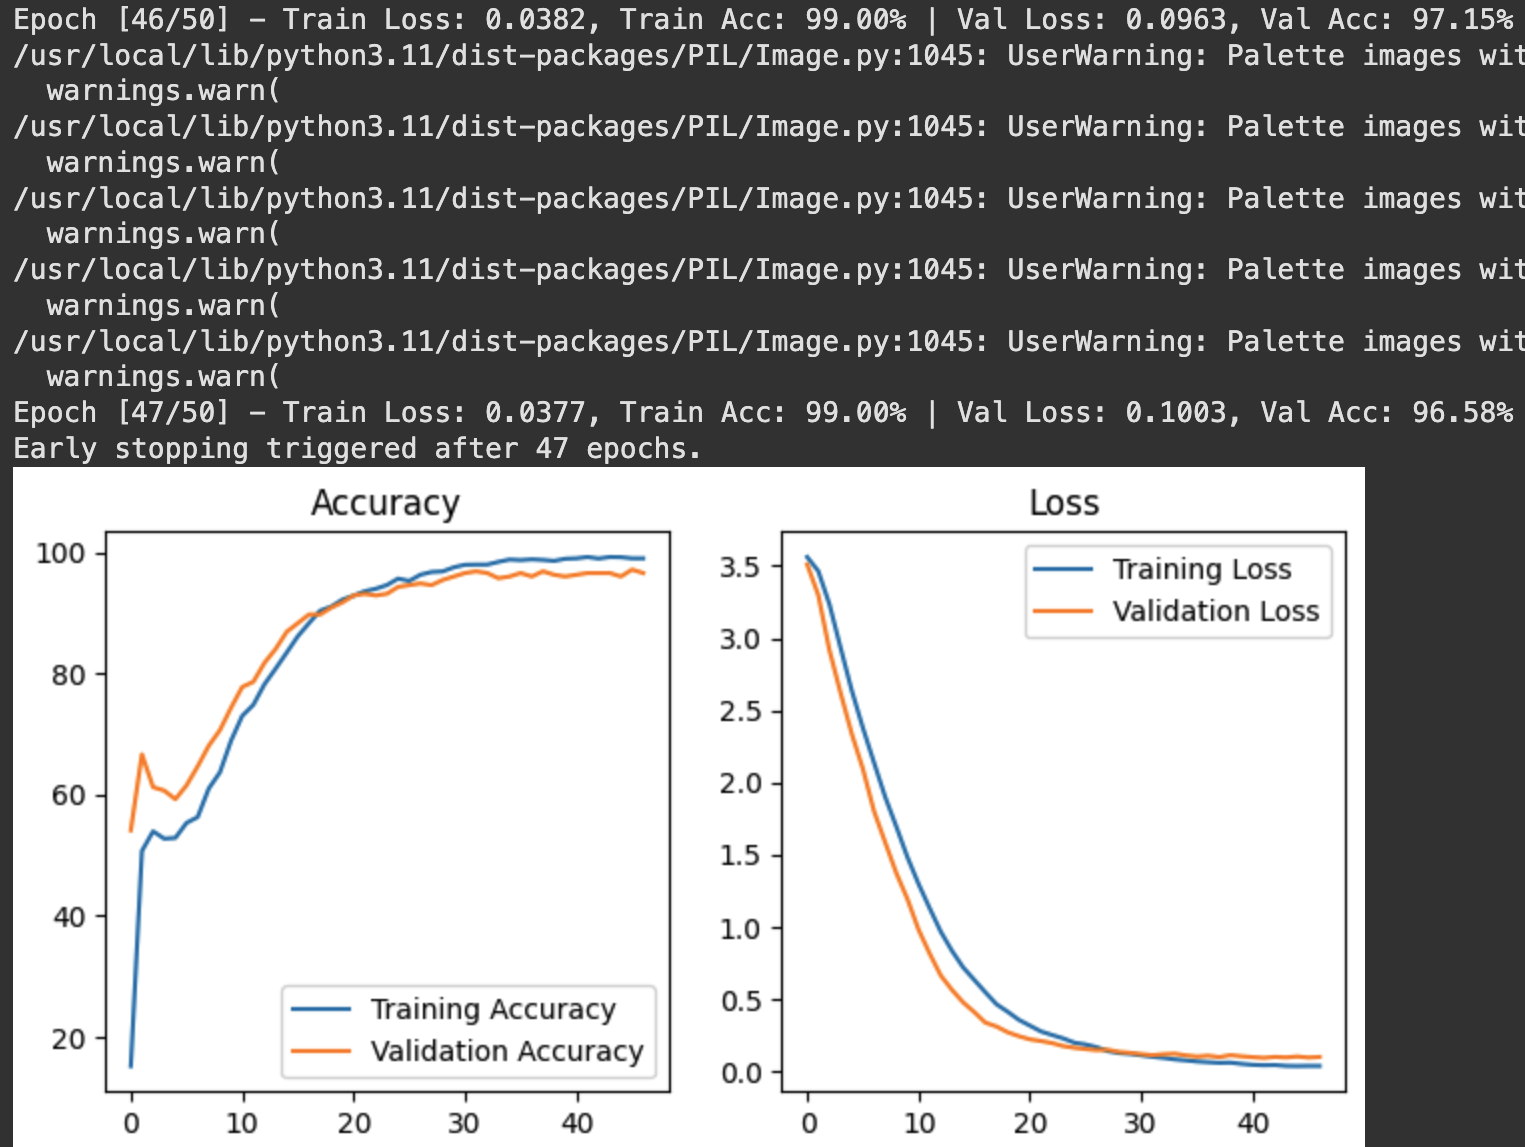 Epoch [46/50] - Train Loss: 0.0382, Train Acc: 99.00% | Val Loss: 0.0963, Val Acc: 97.15%
/usr/local/lib/python3.11/dist-packages/PIL/Image.py:1045: UserWarning: Palette images wit
  warnings.warn(
/usr/local/lib/python3.11/dist-packages/PIL/Image.py:1045: UserWarning: Palette images wit
  warnings.warn(
/usr/local/lib/python3.11/dist-packages/PIL/Image.py:1045: UserWarning: Palette images wit
  warnings.warn(
/usr/local/lib/python3.11/dist-packages/PIL/Image.py:1045: UserWarning: Palette images wit
  warnings.warn(
/usr/local/lib/python3.11/dist-packages/PIL/Image.py:1045: UserWarning: Palette images wit
  warnings.warn(
Epoch [47/50] - Train Loss: 0.0377, Train Acc: 99.00% | Val Loss: 0.1003, Val Acc: 96.58%
Early stopping triggered after 47 epochs.
Accuracy
100
80
60
40
20
Training Accuracy
Validation Accuracy
0 10 20 30 40
Loss
3.5
3.0
2.5
2.0
1.5
1.0
0.5
0.0
Training Loss
Validation Loss
0 10 20 30 40